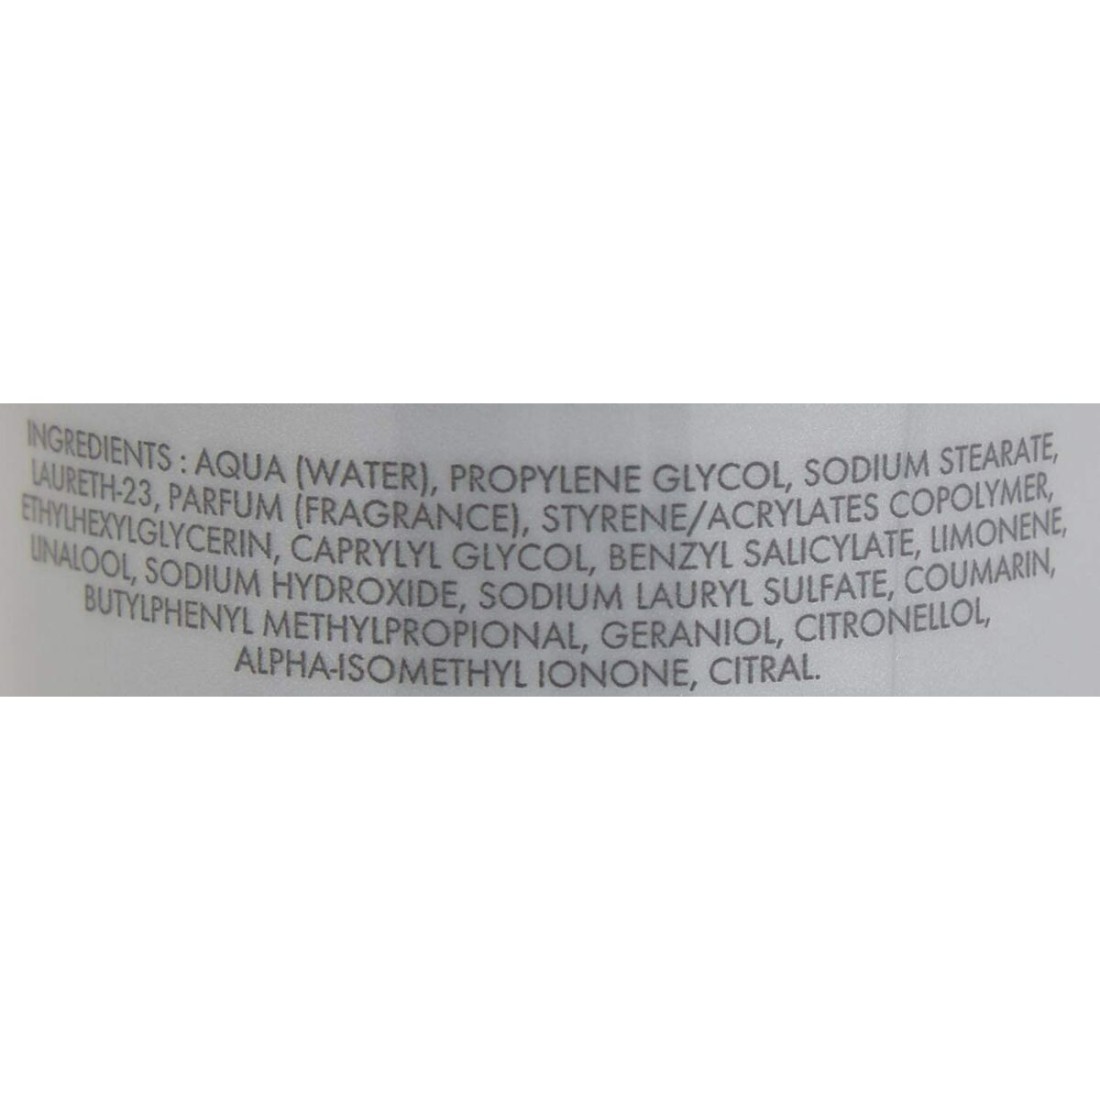 INGREDIENTS : AQUA (WATER), PROPYLENE GLYCOL, SODIUM STEARATE,
LAURETH-23, PARFUM (FRAGRANCE), STYRENE/ACRYLATES COPOLYMER,
ETHYLHEXYLGLYCERIN, CAPRYLYL GLYCOL, BENZYL SALICYLATE, LIMONENE,
LINALOOL, SODIUM HYDROXIDE, SODIUM LAURYL SULFATE, COUMARIN,
BUTYLPHENYL METHYLPROPIONAL, GERANIOL, CITRONELLOL,
ALPHA-ISOMETHYL IONONE, CITRAL.